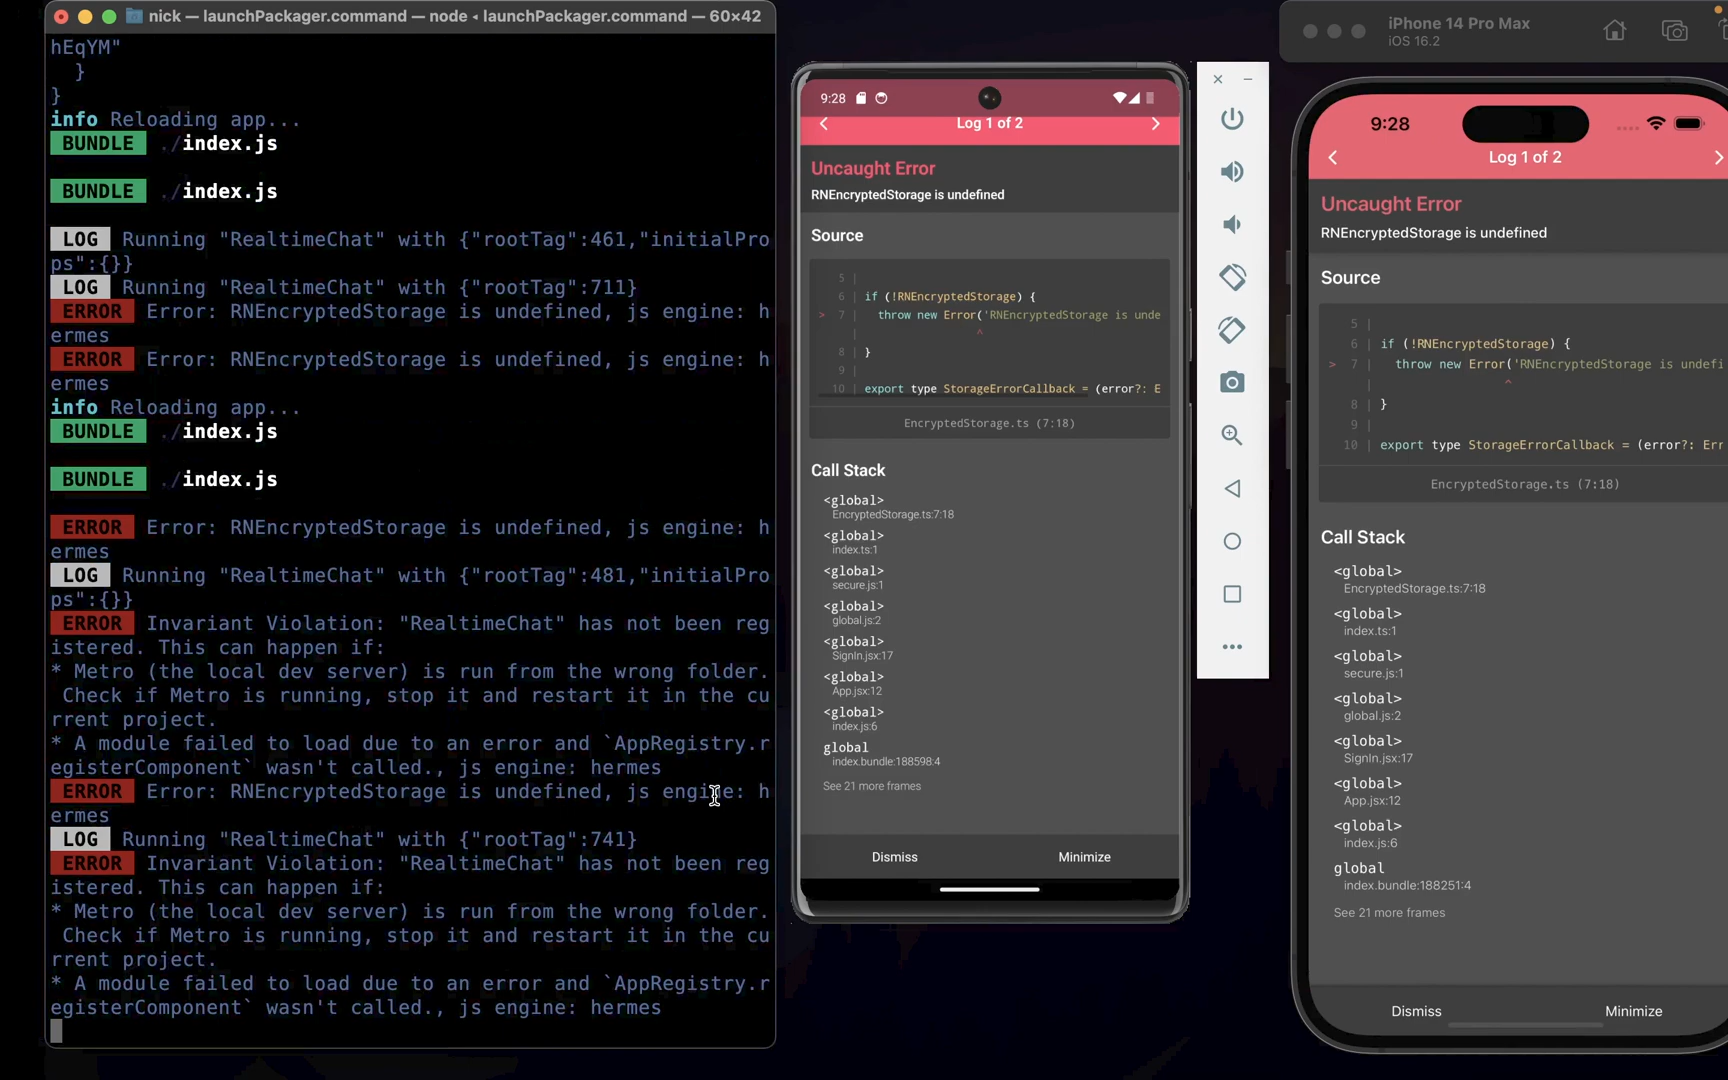 nick — launchPackager.command — node ◂ launchPackager.command — 60×42
hEqYM"
}
}
info Reloading app...
BUNDLE ./index.js
BUNDLE ./index.js
LOG Running "RealtimeChat" with {"rootTag":461,"initialPro
ps":{}}
LOG Running "RealtimeChat" with {"rootTag":711}
ERROR Error: RNEncryptedStorage is undefined, js engine: h
ermes
ERROR Error: RNEncryptedStorage is undefined, js engine: h
ermes
info Reloading app...
BUNDLE ./index.js
BUNDLE ./index.js
ERROR Error: RNEncryptedStorage is undefined, js engine: h
ermes
LOG Running "RealtimeChat" with {"rootTag":481,"initialPro
ps":{}}
ERROR Invariant Violation: "RealtimeChat" has not been reg
istered. This can happen if:
* Metro (the local dev server) is run from the wrong folder.
Check if Metro is running, stop it and restart it in the cu
rrent project.
* A module failed to load due to an error and `AppRegistry.r
egisterComponent` wasn't called., js engine: hermes
ERROR Error: RNEncryptedStorage is undefined, js engine: h
ermes
LOG Running "RealtimeChat" with {"rootTag":741}
ERROR Invariant Violation: "RealtimeChat" has not been reg
istered. This can happen if:
* Metro (the local dev server) is run from the wrong folder.
Check if Metro is running, stop it and restart it in the cu
rrent project.
* A module failed to load due to an error and `AppRegistry.r
egisterComponent` wasn't called., js engine: hermes
9:28
Log 1 of 2
Uncaught Error
RNEncryptedStorage is undefined
Source
5 |
6 | if (!RNEncryptedStorage) {
> 7 | throw new Error('RNEncryptedStorage is unde
| ^
8 | }
9 |
10 | export type StorageErrorCallback = (error?: E
EncryptedStorage.ts (7:18)
Call Stack
<global>
EncryptedStorage.ts:7:18
<global>
index.ts:1
<global>
secure.js:1
<global>
global.js:2
<global>
SignIn.jsx:17
<global>
App.jsx:12
<global>
index.js:6
global
index.bundle:188598:4
See 21 more frames
Dismiss Minimize
iPhone 14 Pro Max
iOS 16.2
9:28
Log 1 of 2
Uncaught Error
RNEncryptedStorage is undefined
Source
5 |
6 | if (!RNEncryptedStorage) {
> 7 | throw new Error('RNEncryptedStorage is undefi
| ^
8 | }
9 |
10 | export type StorageErrorCallback = (error?: Err
EncryptedStorage.ts (7:18)
Call Stack
<global>
EncryptedStorage.ts:7:18
<global>
index.ts:1
<global>
secure.js:1
<global>
global.js:2
<global>
SignIn.jsx:17
<global>
App.jsx:12
<global>
index.js:6
global
index.bundle:188251:4
See 21 more frames
Dismiss Minimize